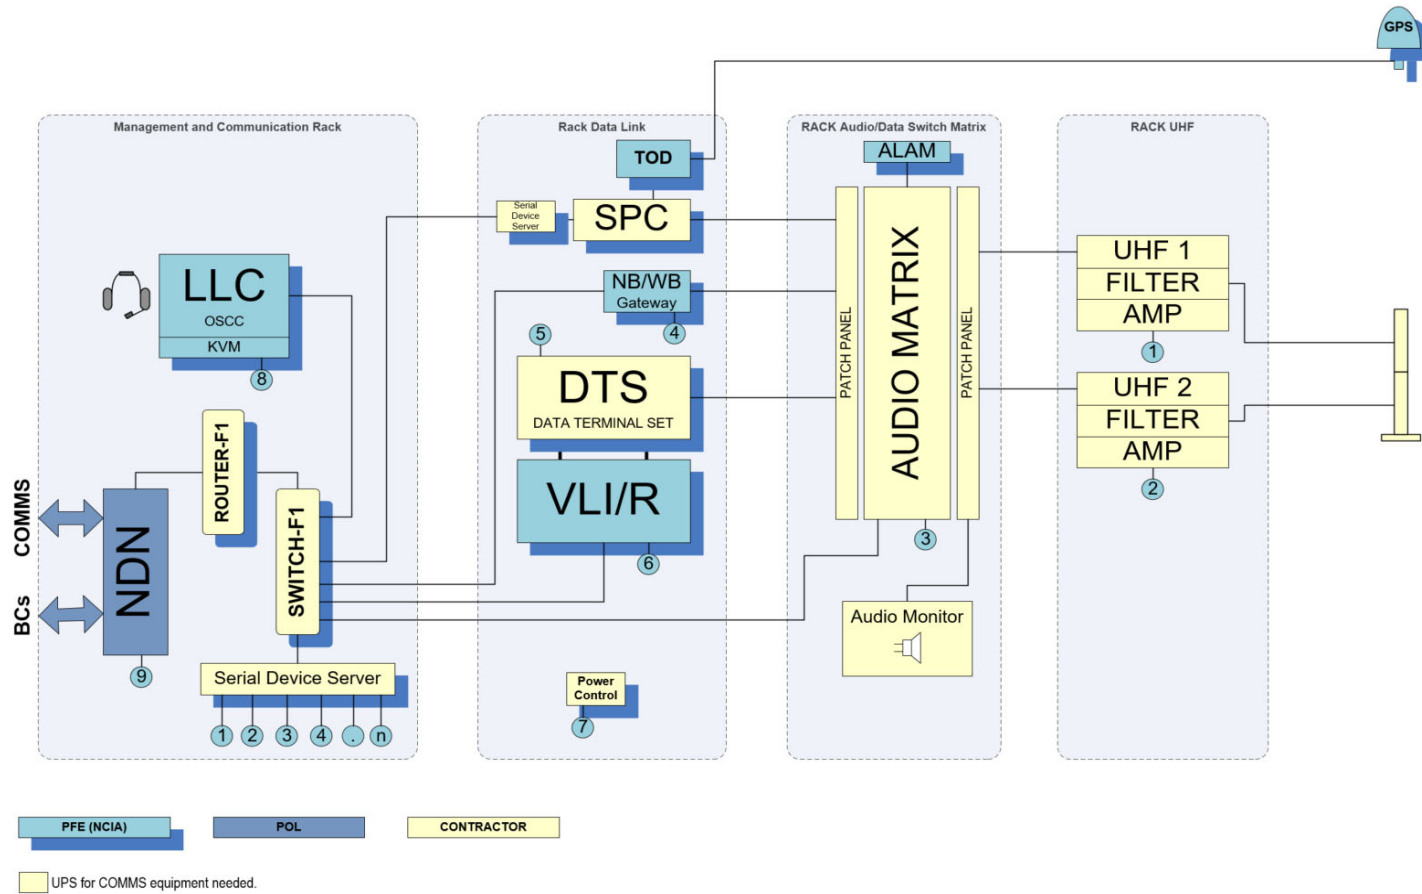 GPS
Management and Communication Rack
LLC
OSCC
KVM
8
ROUTER-F1
SWITCH-F1
NDN
9
COMMS
BCs
Serial Device Server
1
2
3
4
.
n
Rack Data Link
TOD
Serial
Device
Server
SPC
NB/WB
Gateway
4
5
DTS
DATA TERMINAL SET
VLI/R
6
Power
Control
7
RACK Audio/Data Switch Matrix
ALAM
PATCH PANEL
AUDIO MATRIX
PATCH PANEL
3
Audio Monitor
RACK UHF
UHF 1
FILTER
AMP
1
UHF 2
FILTER
AMP
2
PFE (NCIA)
POL
CONTRACTOR
UPS for COMMS equipment needed.